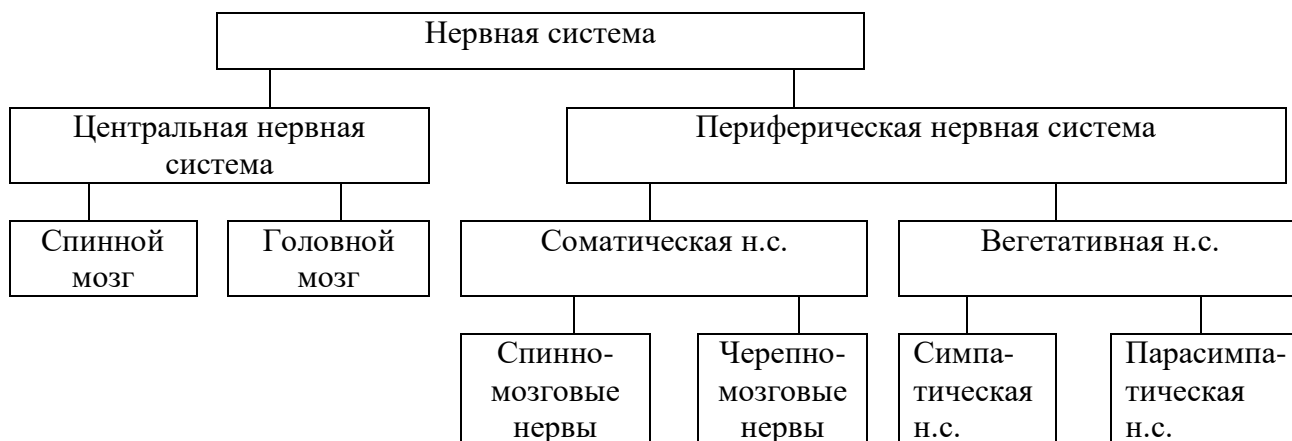 Нервная система
Центральная нервная
система
Периферическая нервная система
Спинной
мозг
Головной
мозг
Соматическая н.с.
Вегетативная н.с.
Спинно-
мозговые
нервы
Черепно-
мозговые
нервы
Симпа-
тическая
н.с.
Парасимпа-
тическая
н.с.